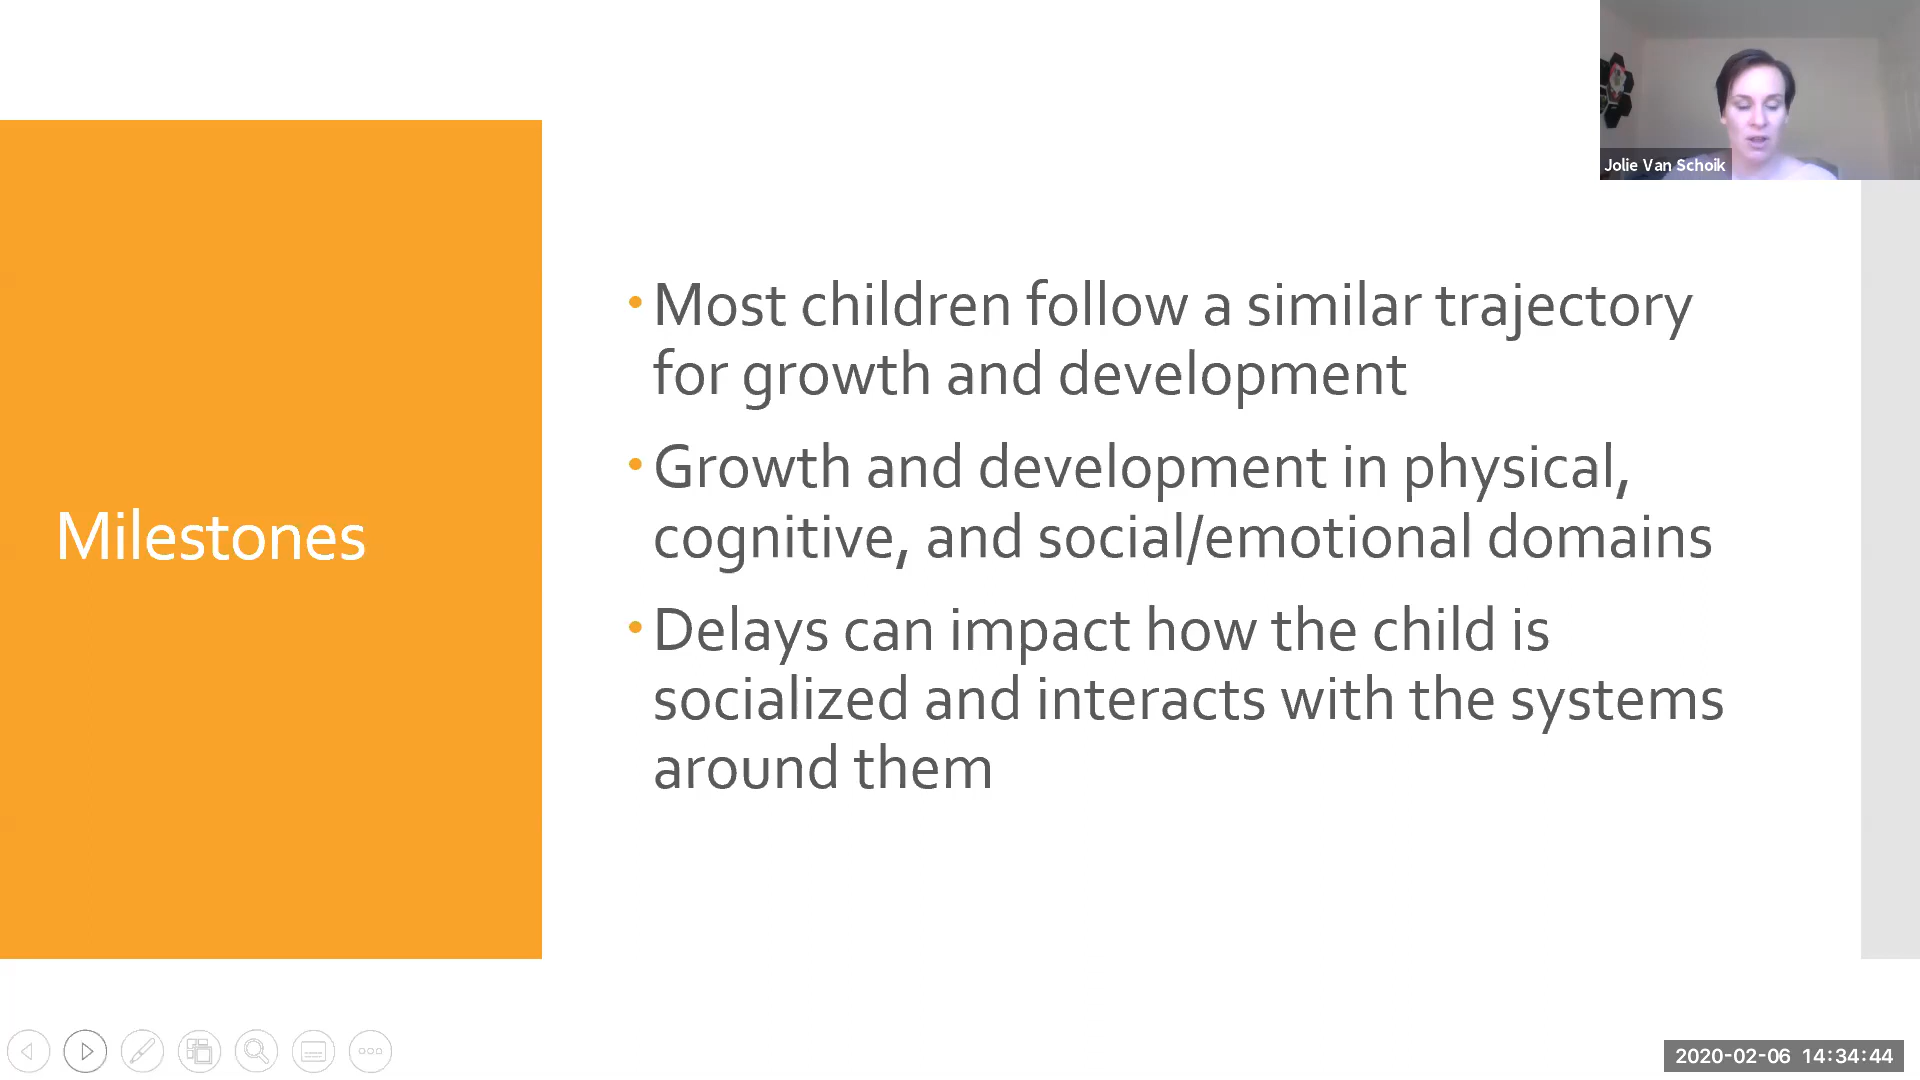 Jolie Van Schoik
Milestones
• Most children follow a similar trajectory
for growth and development
• Growth and development in physical,
cognitive, and social/emotional domains
• Delays can impact how the child is
socialized and interacts with the systems
around them
2020-02-06 14:34:44